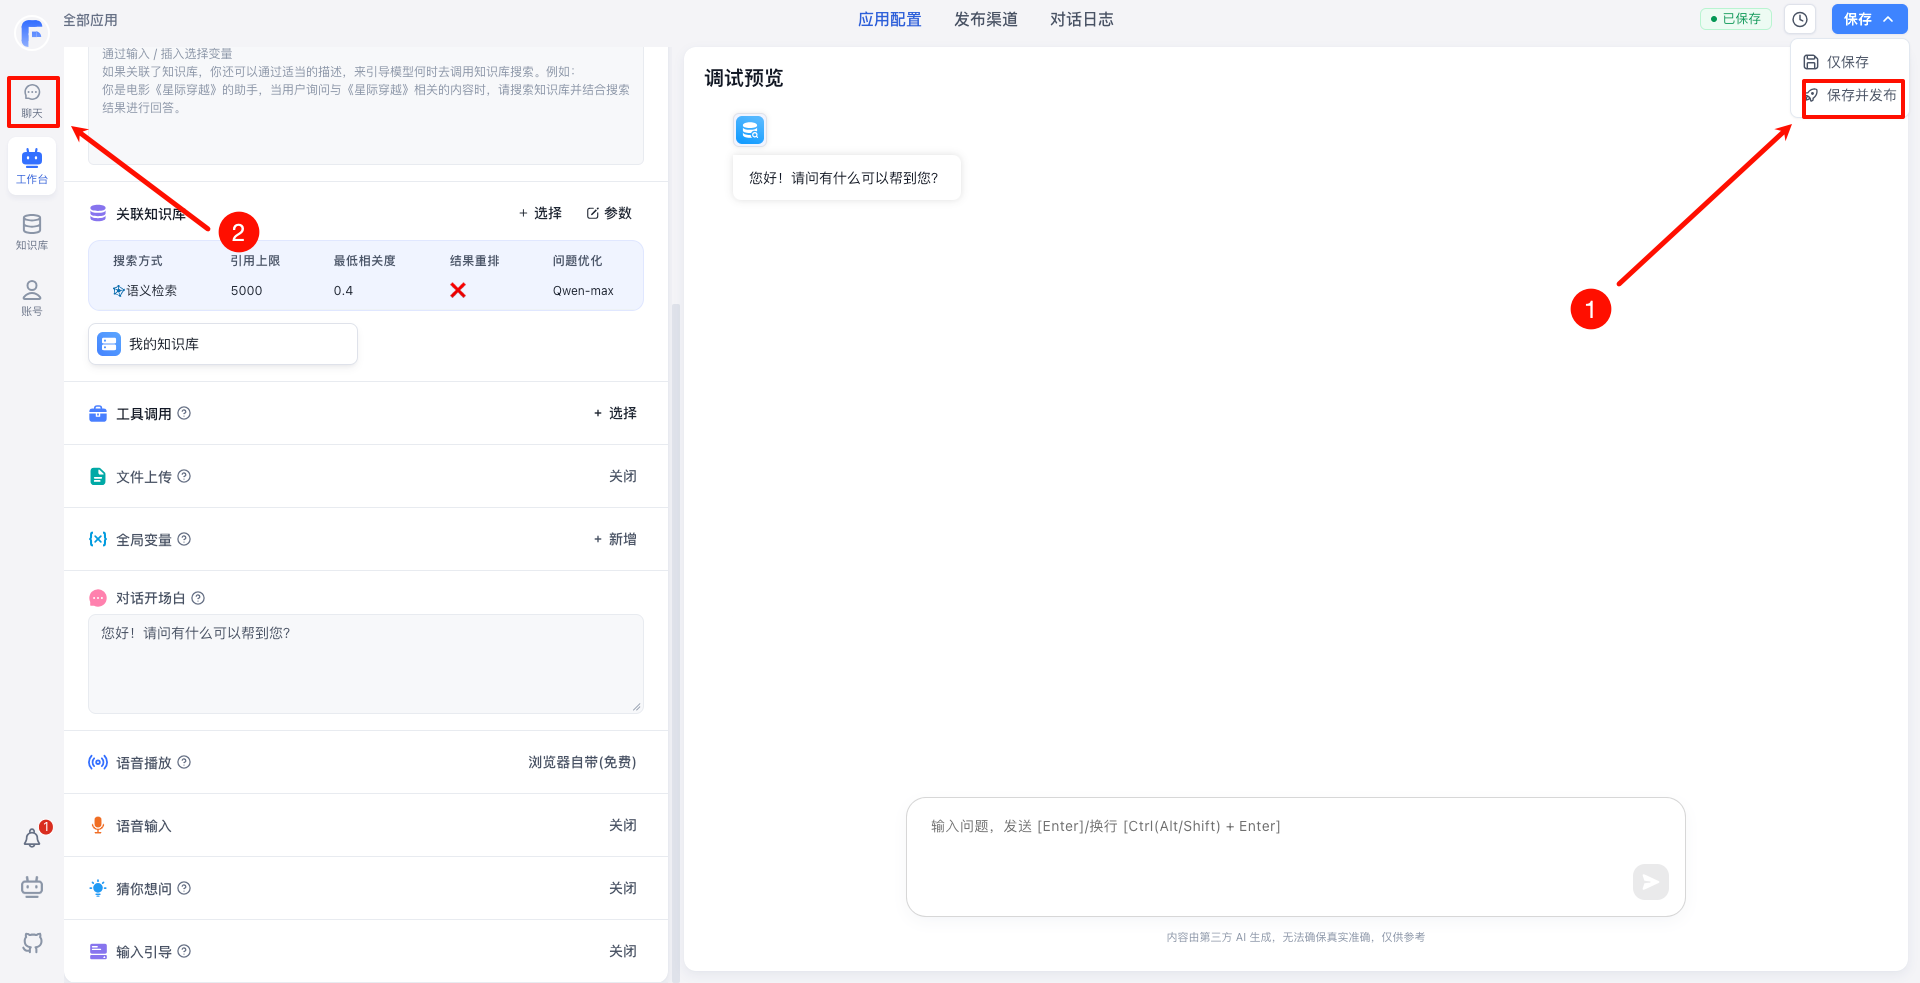 全部应用
应用配置
发布渠道
对话日志
已保存
保存
仅保存
保存并发布
聊天
工作台
知识库
账号
1
通过输入 / 插入选择变量
如果关联了知识库，你还可以通过适当的描述，来引导模型何时去调用知识库搜索。例如：
你是电影《星际穿越》的助手，当用户询问与《星际穿越》相关的内容时，请搜索知识库并结合搜索
结果进行回答。
关联知识库
+ 选择
参数
2
搜索方式
引用上限
最低相关度
结果重排
问题优化
语义检索
5000
0.4
Qwen-max
我的知识库
工具调用
+ 选择
文件上传
关闭
全局变量
+ 新增
对话开场白
您好！请问有什么可以帮到您?
语音播放
浏览器自带(免费)
语音输入
关闭
猜你想问
关闭
输入引导
关闭
调试预览
您好！请问有什么可以帮到您?
1
输入问题，发送 [Enter]/换行 [Ctrl(Alt/Shift) + Enter]
内容由第三方 AI 生成，无法确保真实准确，仅供参考